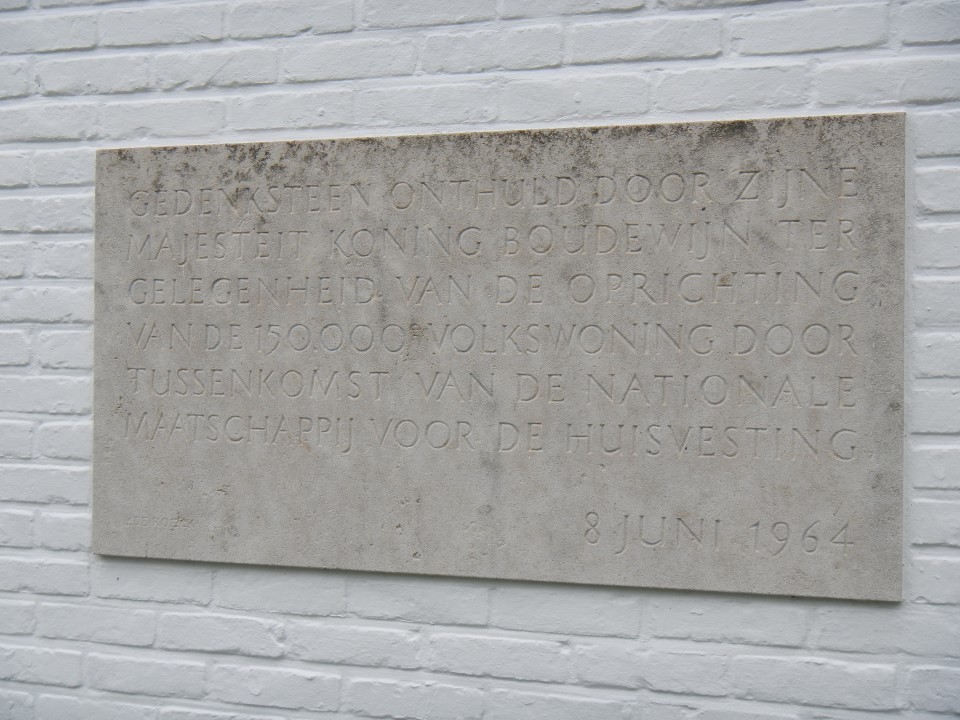 GEDENKSTEEN ONTHULD DOOR ZIJNE
MAJESTEIT KONING BOUDEWIJN TER
GELEGENHEID VAN DE OPRICHTING
VAN DE 150.000e VOLKSWONING DOOR
TUSSENKOMST VAN DE NATIONALE
MAATSCHAPPIJ VOOR DE HUISVESTING
8 JUNI 1964